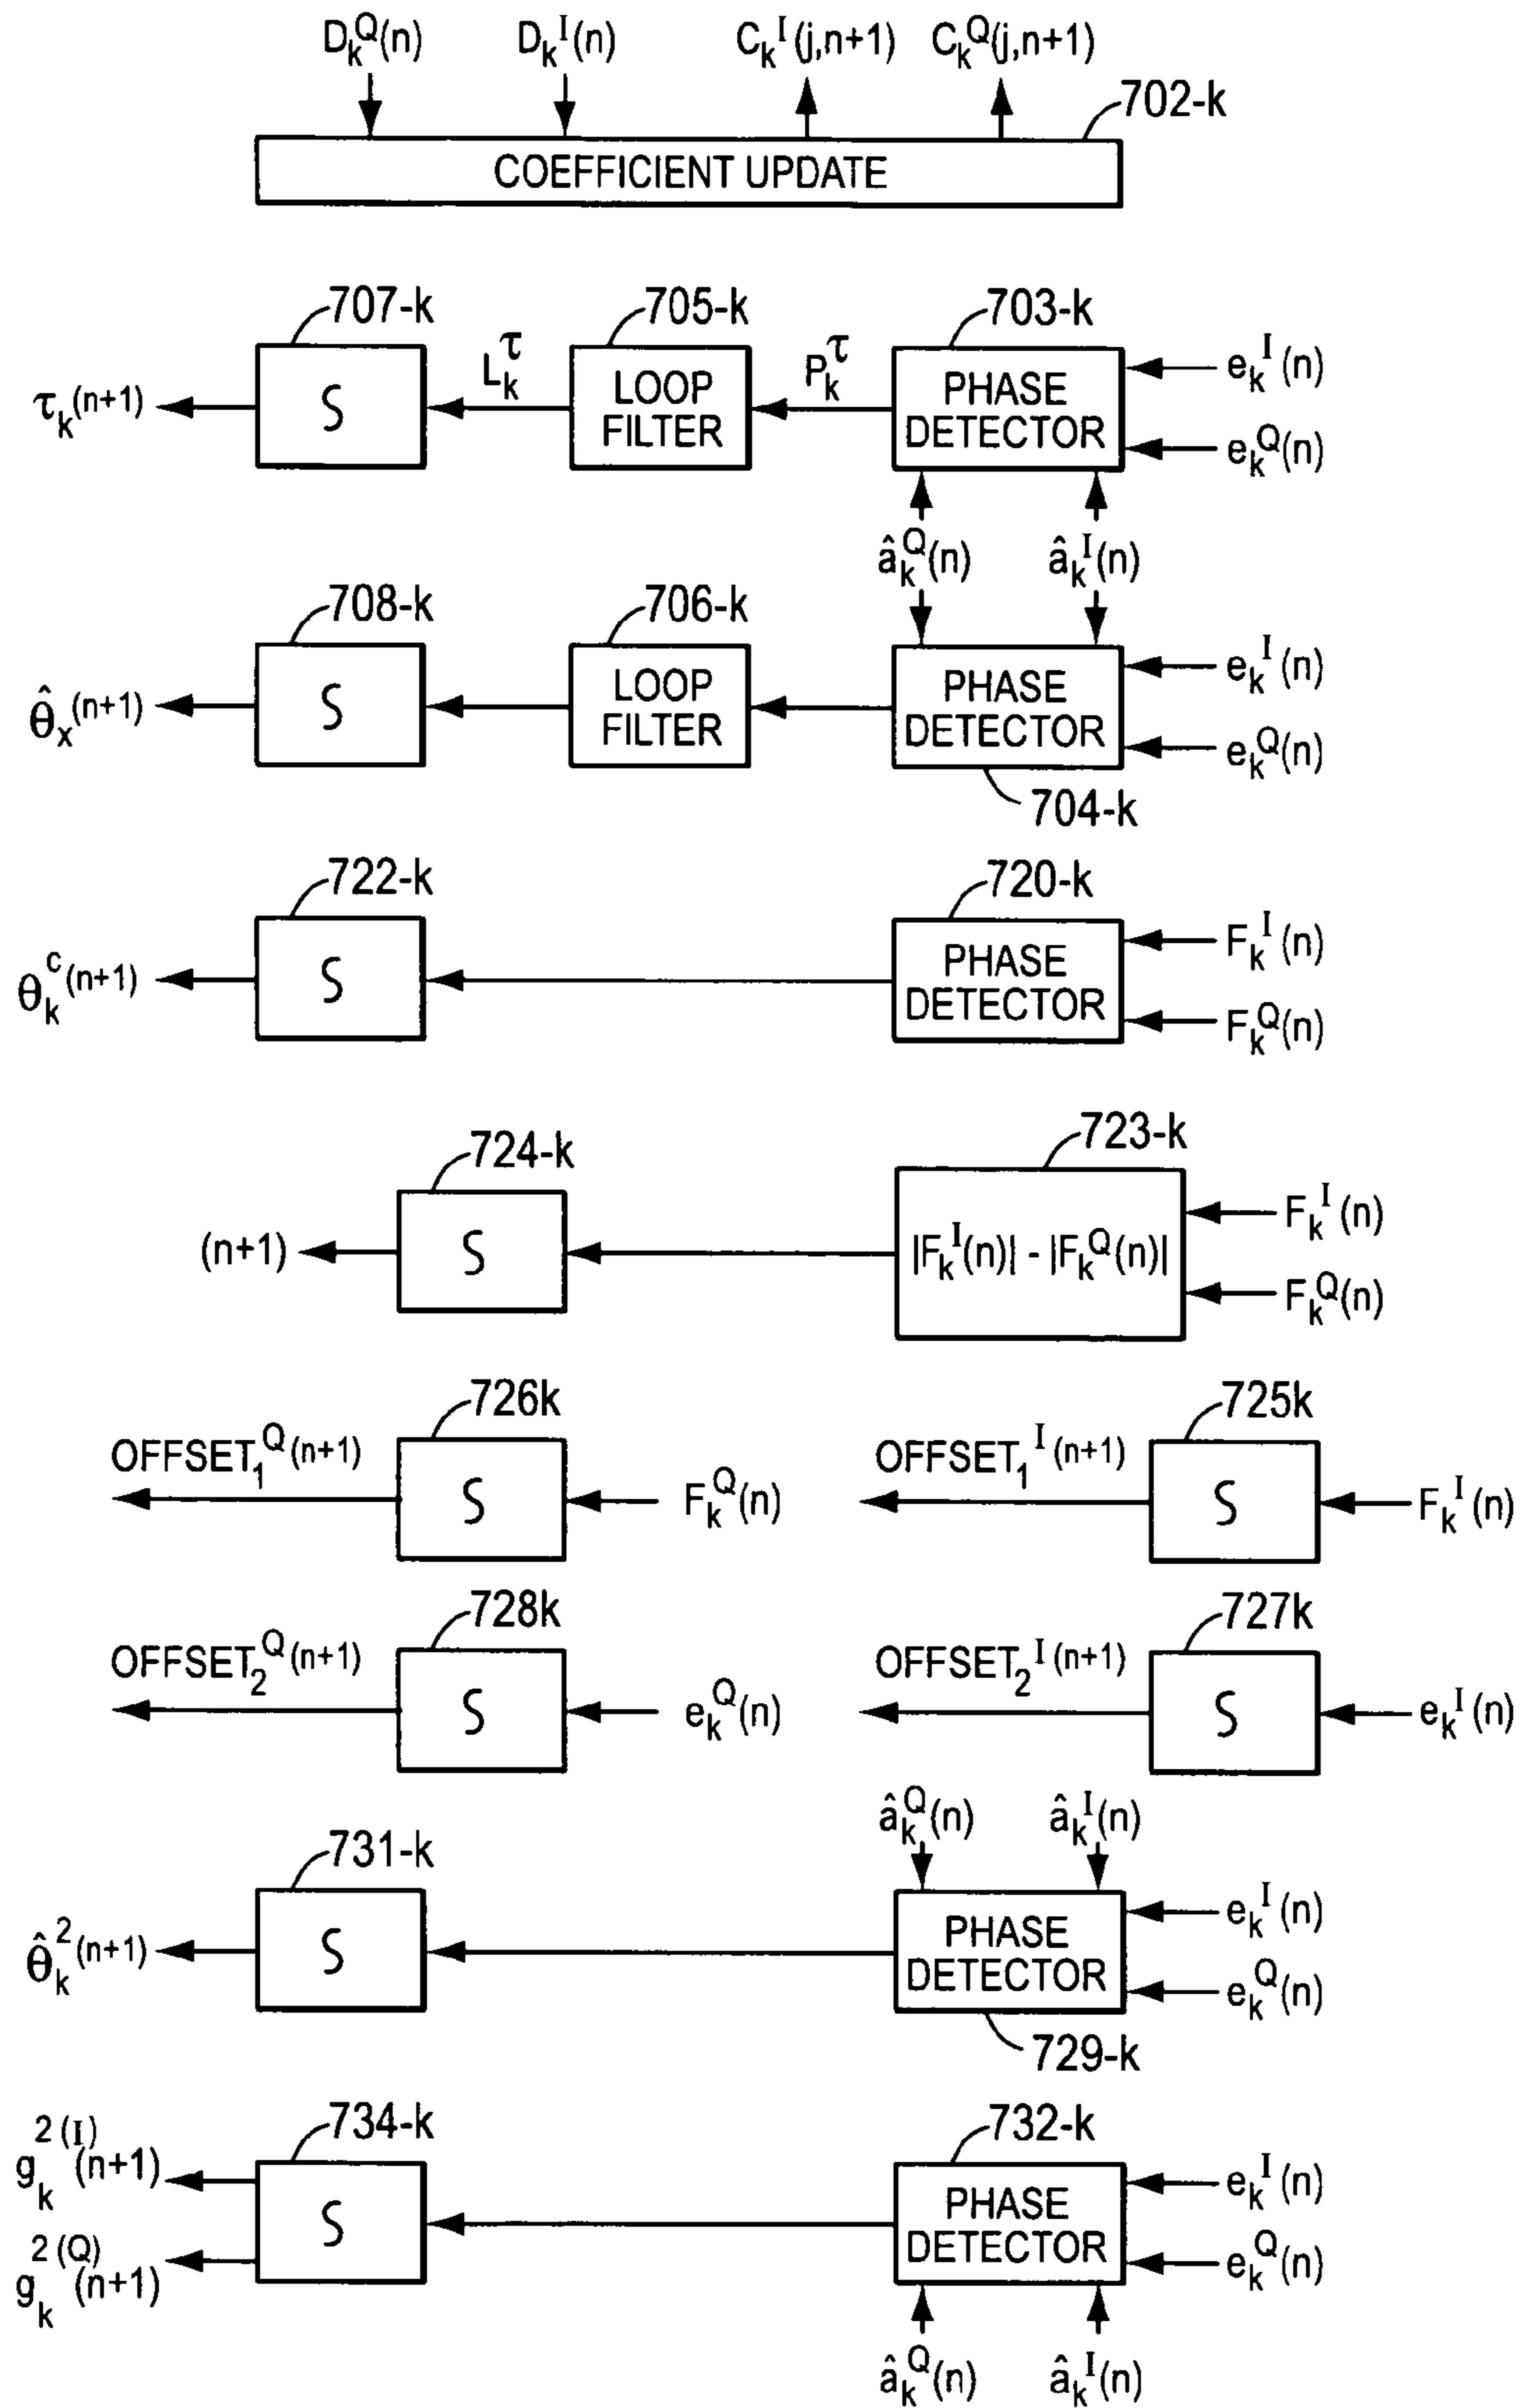 D_k^Q(n) D_k^I(n) C_k^I(j,n+1) C_k^Q(j,n+1)
702-k
COEFFICIENT UPDATE
707-k 705-k 703-k
τ_k^(n+1) S L_k^τ LOOP FILTER P_k^τ PHASE DETECTOR e_k^I(n)
e_k^Q(n)
â_k^Q(n) â_k^I(n)
708-k 706-k
θ̂_x^(n+1) S LOOP FILTER PHASE DETECTOR e_k^I(n)
e_k^Q(n)
704-k
722-k 720-k
θ_k^c(n+1) S PHASE DETECTOR F_k^I(n)
F_k^Q(n)
724-k 723-k
(n+1) S |F_k^I(n)| - |F_k^Q(n)| F_k^I(n)
F_k^Q(n)
726k 725k
OFFSET_1^Q(n+1) S F_k^Q(n) OFFSET_1^I(n+1) S F_k^I(n)
728k 727k
OFFSET_2^Q(n+1) S e_k^Q(n) OFFSET_2^I(n+1) S e_k^I(n)
â_k^Q(n) â_k^I(n)
731-k
θ̂_k^2(n+1) S PHASE DETECTOR e_k^I(n)
e_k^Q(n)
729-k
734-k 732-k
g_k^2(I)(n+1) S PHASE DETECTOR e_k^I(n)
g_k^2(Q)(n+1) e_k^Q(n)
â_k^Q(n) â_k^I(n)